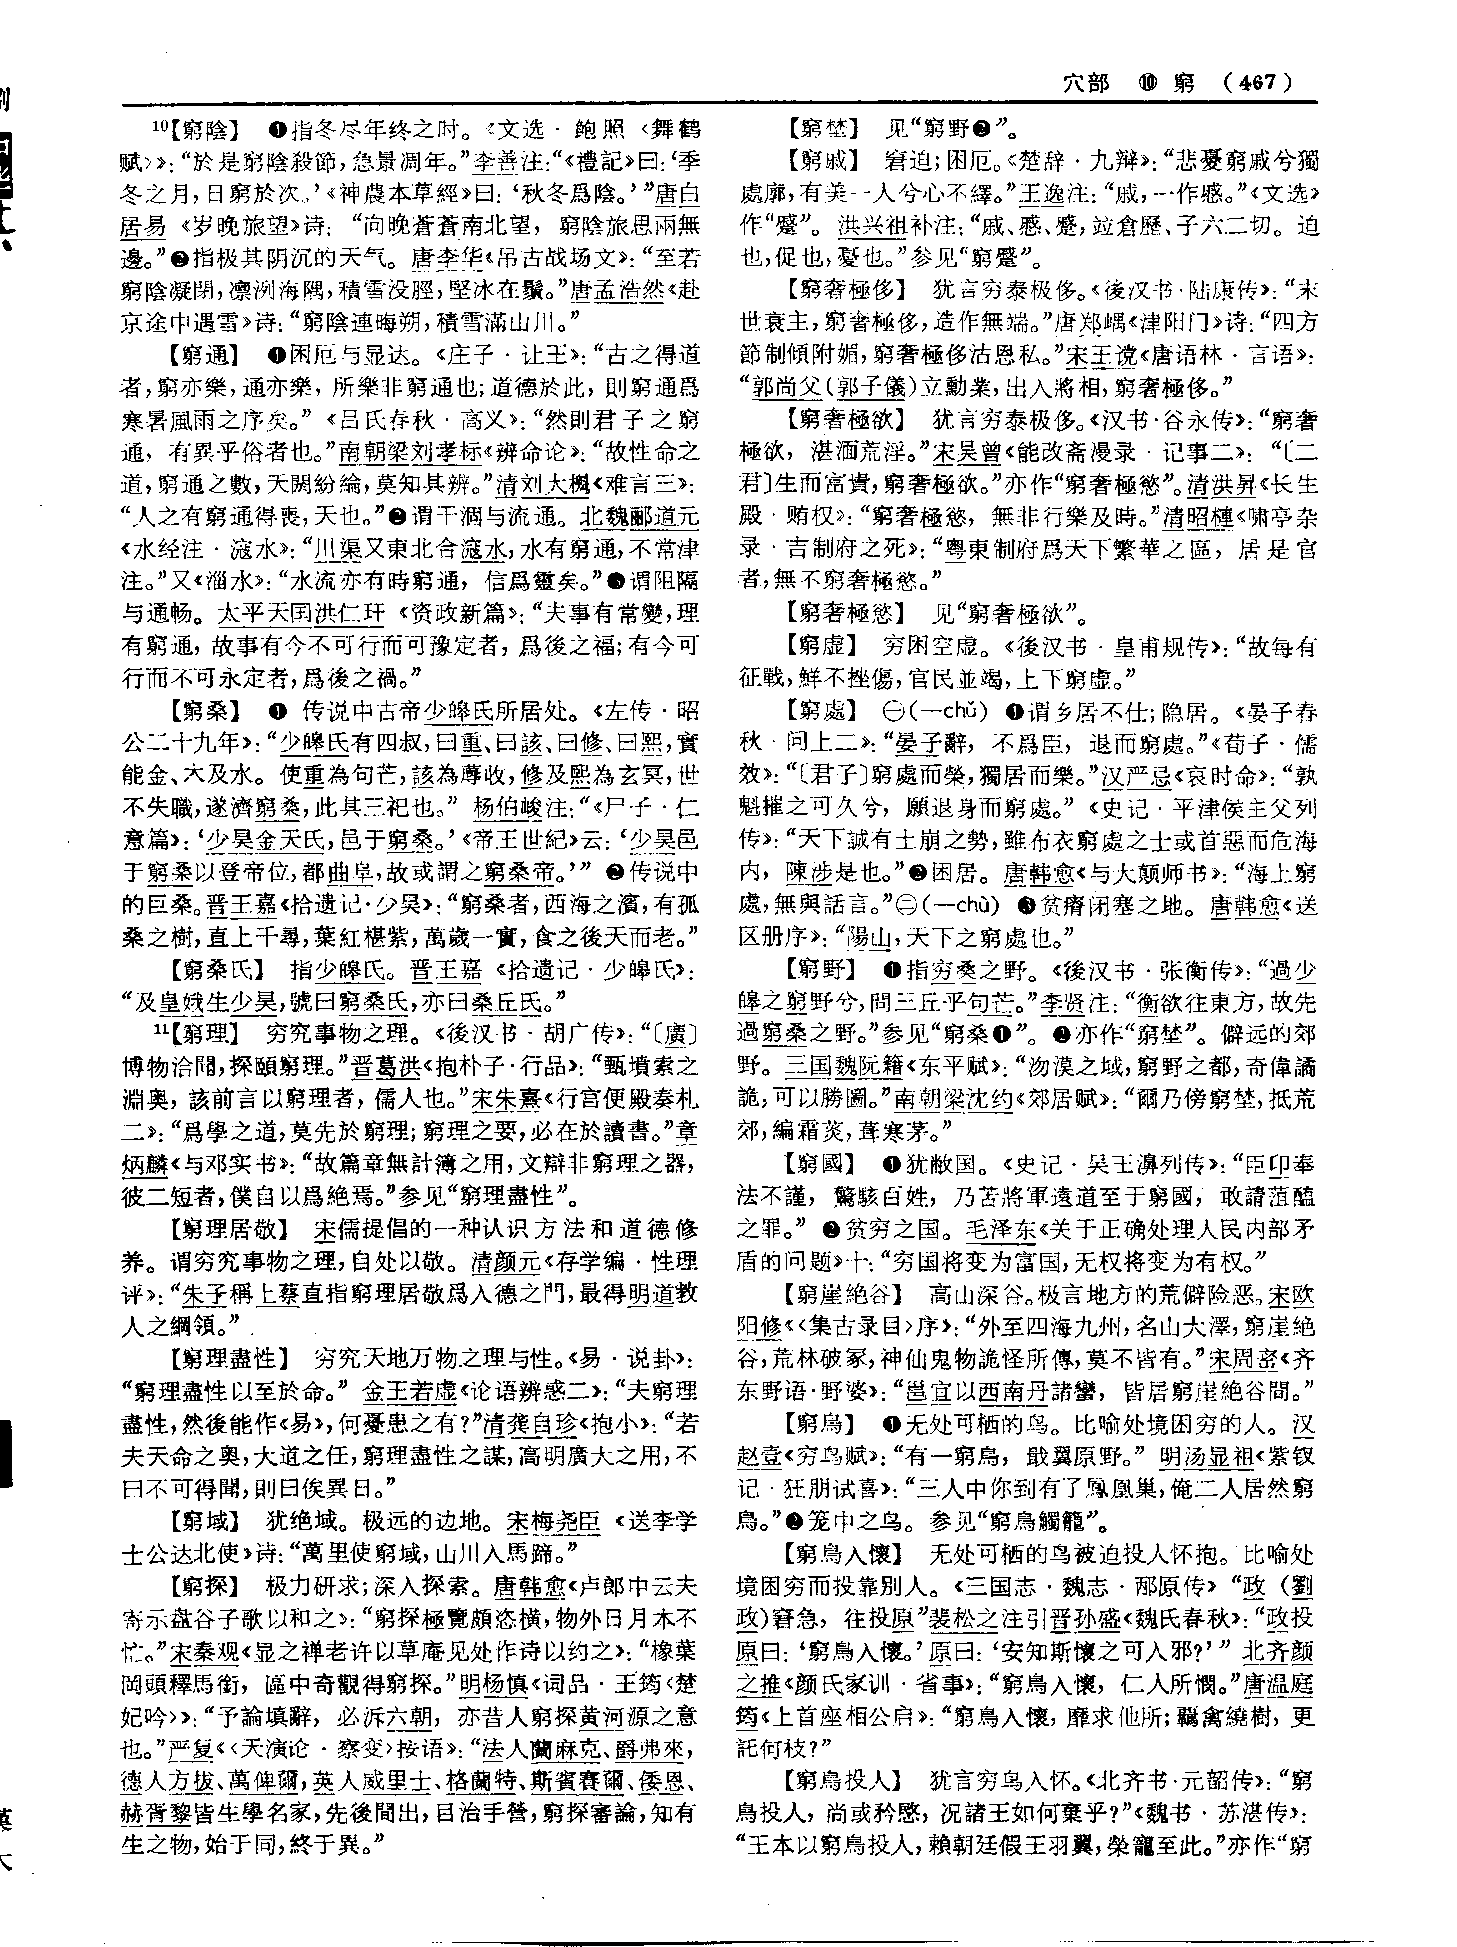 穴部　⑩　窮　（467）
10【窮陰】　❶指冬尽年终之时。《文选·鲍照〈舞鹤
赋〉》：“於是窮陰殺節，急景凋年。”李善注：“《禮記》曰：‘季
冬之月，日窮於次。’《神農本草經》曰：‘秋冬爲陰。’”唐白
居易《岁晚旅望》诗：“向晚蒼蒼南北望，窮陰旅思兩無
邊。”❷指极其阴沉的天气。唐李华《吊古战场文》：“至若
窮陰凝閉，凛冽海隅，積雪没脛，堅冰在鬚。”唐孟浩然《赴
京途中遇雪》诗：“窮陰連晦朔，積雪滿山川。”
【窮通】　❶困厄与显达。《庄子·让王》：“古之得道
者，窮亦樂，通亦樂，所樂非窮通也；道德於此，則窮通爲
寒暑風雨之序矣。”《吕氏春秋·高义》：“然則君子之窮
通，有異乎俗者也。”南朝梁刘孝标《辨命论》：“故性命之
道，窮通之數，夭閼紛綸，莫知其辨。”清刘大櫆《难言三》：
“人之有窮通得喪，天也。”❷谓干涸与流通。北魏郦道元
《水经注·滱水》：“川渠又東北合滱水，水有窮通，不常津
注。”又《淄水》：“水流亦有時窮通，信爲靈矣。”❸谓阻隔
与通畅。太平天囯洪仁玕《资政新篇》：“夫事有常變，理
有窮通，故事有今不可行而可豫定者，爲後之福；有今可
行而不可永定者，爲後之禍。”
【窮桑】　❶ 传说中古帝少皞氏所居处。《左传·昭
公二十九年》：“少皞氏有四叔，曰重、曰該、曰修、曰熙，實
能金、木及水。使重為句芒，該為蓐收，修及熙為玄冥，世
不失職，遂濟窮桑，此其三祀也。”杨伯峻注：“《尸子·仁
意篇》：‘少昊金天氏，邑于窮桑。’《帝王世紀》云：‘少昊邑
于窮桑以登帝位，都曲阜，故或謂之窮桑帝。’”❷传说中
的巨桑。晋王嘉《拾遗记·少昊》：“窮桑者，西海之濱，有孤
桑之樹，直上千尋，葉紅椹紫，萬歲一實，食之後天而老。”
【窮桑氏】　指少皞氏。晋王嘉《拾遗记·少皞氏》：
“及皇娥生少昊，號曰窮桑氏，亦曰桑丘氏。”
11【窮理】　穷究事物之理。《後汉书·胡广传》：“〔廣〕
博物洽聞，探賾窮理。”晋葛洪《抱朴子·行品》：“甄墳索之
淵奥，該前言以窮理者，儒人也。”宋朱熹《行宫便殿奏札
二》：“爲學之道，莫先於窮理；窮理之要，必在於讀書。”章
炳麟《与邓实书》：“故篇章無計簿之用，文辯非窮理之器，
彼二短者，僕自以爲絶焉。”参见“窮理盡性”。
【窮理居敬】　宋儒提倡的一种认识方法和道德修
养。谓穷究事物之理，自处以敬。清颜元《存学编·性理
评》：“朱子稱上蔡直指窮理居敬爲入德之門，最得明道教
人之綱領。”
【窮理盡性】　穷究天地万物之理与性。《易·说卦》：
“窮理盡性以至於命。”金王若虚《论语辨惑二》：“夫窮理
盡性，然後能作《易》，何憂患之有？”清龚自珍《抱小》：“若
夫天命之奥，大道之任，窮理盡性之謀，高明廣大之用，不
曰不可得聞，則曰俟異日。”
【窮域】　犹绝域。极远的边地。宋梅尧臣《送李学
士公达北使》诗：“萬里使窮域，山川入馬蹄。”
【窮探】　极力研求；深入探索。唐韩愈《卢郎中云夫
寄示盘谷子歌以和之》：“窮探極覽頗恣横，物外日月本不
忙。”宋秦观《显之禅老许以草庵见处作诗以约之》：“橡葉
岡頭釋馬銜，區中奇觀得窮探。”明杨慎《词品·王筠〈楚
妃吟〉》：“予論填辭，必泝六朝，亦昔人窮探黄河源之意
也。”严复《〈天演论·察变〉按语》：“法人蘭麻克、爵弗來，
德人方拔、萬俾爾，英人威里士、格蘭特、斯賓賽爾、倭恩、
赫胥黎皆生學名家，先後間出，目治手營，窮探審論，知有
生之物，始于同，終于異。”
【窮埜】　见“窮野❷”。
【窮戚】　窘迫；困厄。《楚辞·九辩》：“悲憂窮戚兮獨
處廓，有美一人兮心不繹。”王逸注：“戚，一作慼。”《文选》
作“蹙”。洪兴祖补注：“戚、慼、蹙，竝倉歷、子六二切。迫
也，促也，憂也。”参见“窮蹙”。
【窮奢極侈】　犹言穷泰极侈。《後汉书·陆康传》：“末
世衰主，窮奢極侈，造作無端。”唐郑嵎《津阳门》诗：“四方
節制傾附媚，窮奢極侈沽恩私。”宋王谠《唐语林·言语》：
“郭尚父（郭子儀）立勳業，出入將相，窮奢極侈。”
【窮奢極欲】　犹言穷泰极侈。《汉书·谷永传》：“窮奢
極欲，湛湎荒淫。”宋吴曾《能改斋漫录·记事二》：“〔二
君〕生而富貴，窮奢極欲。”亦作“窮奢極慾”。清洪昇《长生
殿·贿权》：“窮奢極慾，無非行樂及時。”清昭槤《啸亭杂
录·吉制府之死》：“粤東制府爲天下繁華之區，居是官
者，無不窮奢極慾。”
【窮奢極慾】　见“窮奢極欲”。
【窮虚】　穷困空虚。《後汉书·皇甫规传》：“故每有
征戰，鮮不挫傷，官民並竭，上下窮虚。”
【窮處】　㊀（一chǔ）　❶谓乡居不仕；隐居。《晏子春
秋·问上二》：“晏子辭，不爲臣，退而窮處。”《荀子·儒
效》：“〔君子〕窮處而榮，獨居而樂。”汉严忌《哀时命》：“孰
魁摧之可久兮，願退身而窮處。”《史记·平津侯主父列
传》：“天下誠有土崩之勢，雖布衣窮處之士或首惡而危海
内，陳涉是也。”❷困居。唐韩愈《与大颠师书》：“海上窮
處，無與話言。”㊁（一chù）　❸贫瘠闭塞之地。唐韩愈《送
区册序》：“陽山，天下之窮處也。”
【窮野】　❶指穷桑之野。《後汉书·张衡传》：“過少
皞之窮野兮，問三丘乎句芒。”李贤注：“衡欲往東方，故先
過窮桑之野。”参见“窮桑❶”。❷亦作“窮埜”。僻远的郊
野。三国魏阮籍《东平赋》：“沕漠之域，窮野之都，奇偉譎
詭，可以勝圖。”南朝梁沈约《郊居赋》：“爾乃傍窮埜，抵荒
郊，編霜菼，葺寒茅。”
【窮國】　❶犹敝国。《史记·吴王濞列传》：“臣卬奉
法不謹，驚駭百姓，乃苦將軍遠道至于窮國，敢請菹醢
之罪。”❷贫穷之国。毛泽东《关于正确处理人民内部矛
盾的问题》十：“穷国将变为富国，无权将变为有权。”
【窮崖絶谷】　高山深谷。极言地方的荒僻险恶。宋欧
阳修《〈集古录目〉序》：“外至四海九州，名山大澤，窮崖絶
谷，荒林破冢，神仙鬼物詭怪所傳，莫不皆有。”宋周密《齐
东野语·野婆》：“邕宜以西南丹諸蠻，皆居窮崖絶谷間。”
【窮鳥】　❶无处可栖的鸟。比喻处境困穷的人。汉
赵壹《穷鸟赋》：“有一窮鳥，戢翼原野。”明汤显祖《紫钗
记·狂朋试喜》：“三人中你到有了鳳凰巢，俺二人居然窮
鳥。”❷笼中之鸟。参见“窮鳥觸籠”。
【窮鳥入懷】　无处可栖的鸟被迫投人怀抱。比喻处
境困穷而投靠别人。《三国志·魏志·邴原传》“政（劉
政）窘急，往投原”裴松之注引晋孙盛《魏氏春秋》：“政投
原曰：‘窮鳥入懷。’原曰：‘安知斯懷之可入邪？’”北齐颜
之推《颜氏家训·省事》：“窮鳥入懷，仁人所憫。”唐温庭
筠《上首座相公启》：“窮鳥入懷，靡求他所；羈禽繞樹，更
託何枝？”
【窮鳥投人】　犹言穷鸟入怀。《北齐书·元韶传》：“窮
鳥投人，尚或矜愍，况諸王如何棄乎？”《魏书·苏湛传》：
“王本以窮鳥投人，賴朝廷假王羽翼，榮寵至此。”亦作“窮